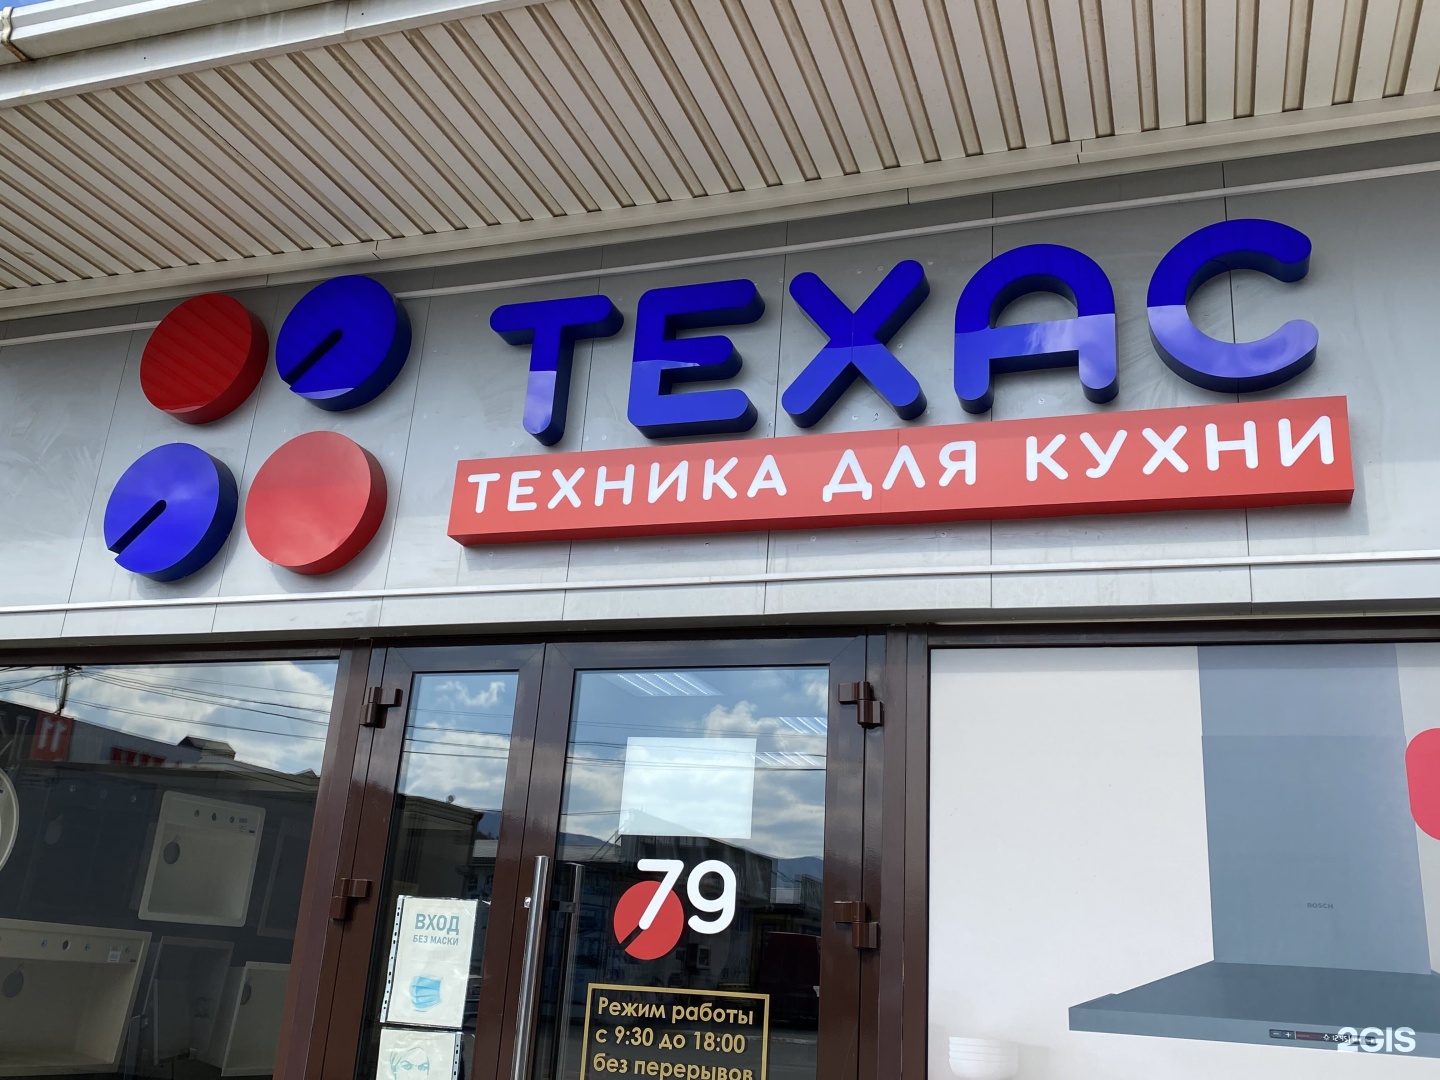 ТЕХАС
ТЕХНИКА ДЛЯ КУХНИ
79
ВХОД
БЕЗ МАСКИ
Режим работы
с 9:30 до 18:00
без перерывов
BOSCH
2GIS